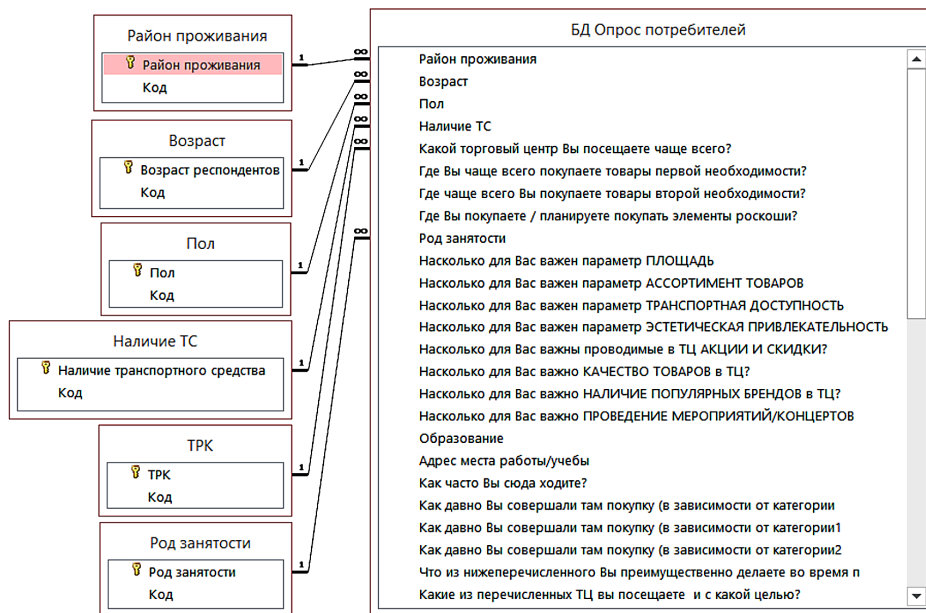 Район проживания
1
Район проживания
Код
Возраст
1
Возраст респондентов
Код
Пол
1
Пол
Код
Наличие ТС
1
Наличие транспортного средства
Код
ТРК
1
ТРК
Код
Род занятости
1
Род занятости
Код
БД Опрос потребителей
∞
Район проживания
∞
Возраст
∞
Пол
∞
Наличие ТС
∞
Какой торговый центр Вы посещаете чаще всего?
Где Вы чаще всего покупаете товары первой необходимости?
Где чаще всего Вы покупаете товары второй необходимости?
Где Вы покупаете / планируете покупать элементы роскоши?
∞
Род занятости
Насколько для Вас важен параметр ПЛОЩАДЬ
Насколько для Вас важен параметр АССОРТИМЕНТ ТОВАРОВ
Насколько для Вас важен параметр ТРАНСПОРТНАЯ ДОСТУПНОСТЬ
Насколько для Вас важен параметр ЭСТЕТИЧЕСКАЯ ПРИВЛЕКАТЕЛЬНОСТЬ
Насколько для Вас важны проводимые в ТЦ АКЦИИ И СКИДКИ?
Насколько для Вас важно КАЧЕСТВО ТОВАРОВ в ТЦ?
Насколько для Вас важно НАЛИЧИЕ ПОПУЛЯРНЫХ БРЕНДОВ в ТЦ?
Насколько для Вас важно ПРОВЕДЕНИЕ МЕРОПРИЯТИЙ/КОНЦЕРТОВ
Образование
Адрес места работы/учебы
Как часто Вы сюда ходите?
Как давно Вы совершали там покупку (в зависимости от категории
Как давно Вы совершали там покупку (в зависимости от категории1
Как давно Вы совершали там покупку (в зависимости от категории2
Что из нижеперечисленного Вы преимущественно делаете во время п
Какие из перечисленных ТЦ вы посещаете и с какой целью?